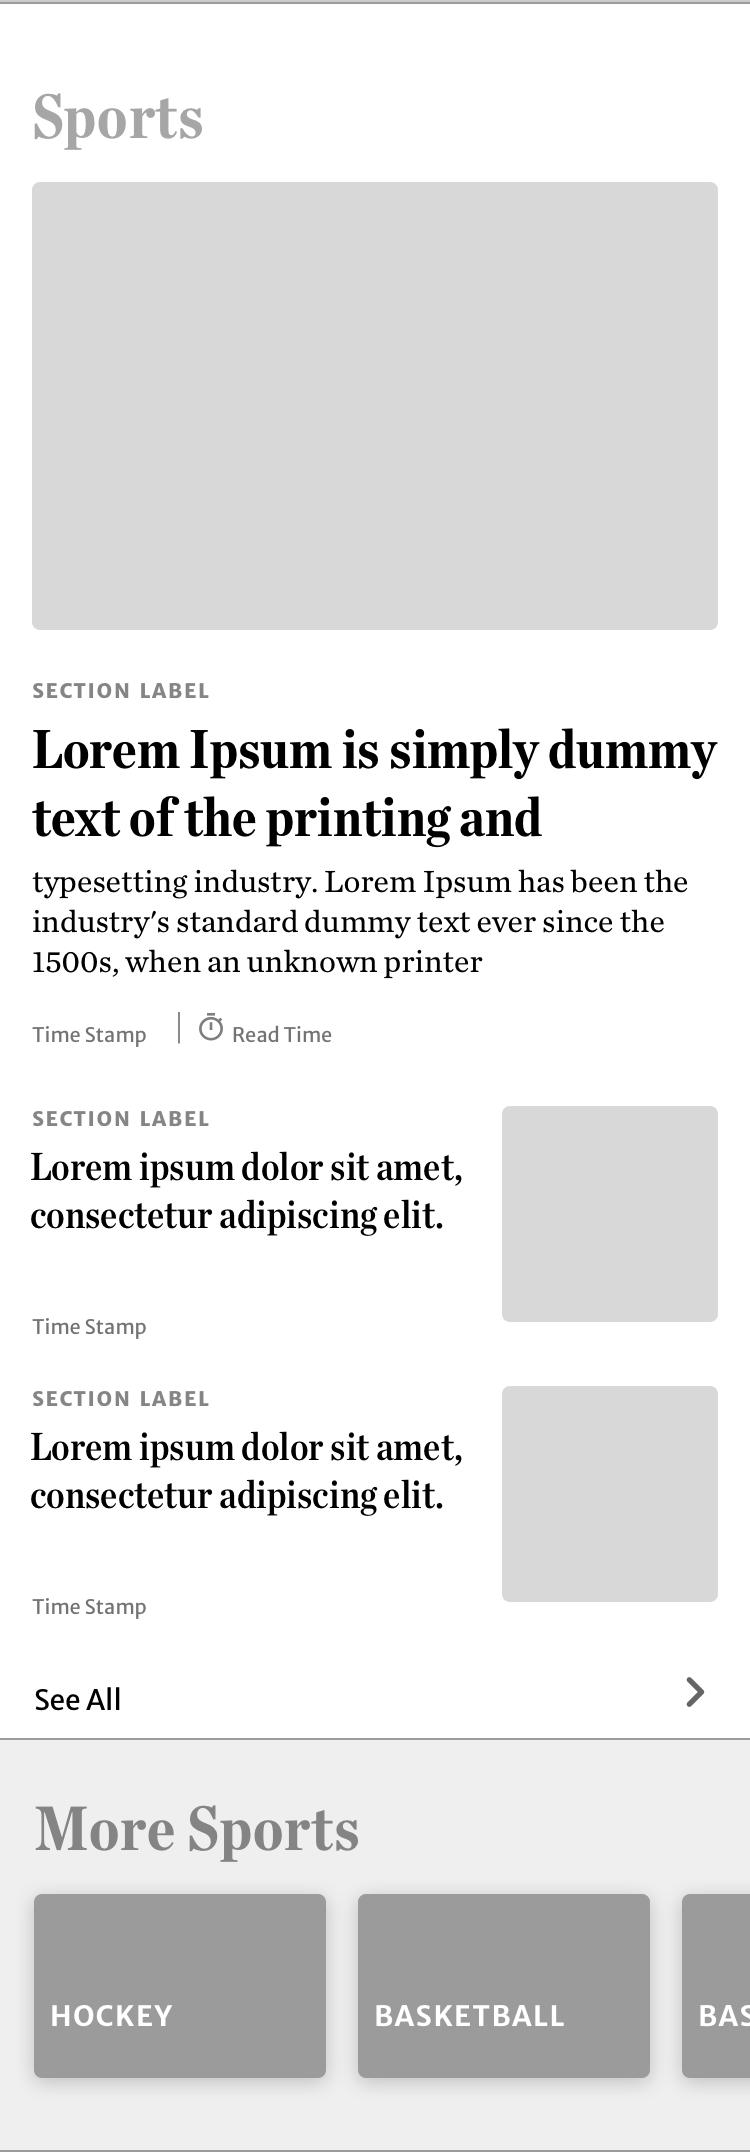 Sports
SECTION LABEL
Lorem Ipsum is simply dummy
text of the printing and
typesetting industry. Lorem Ipsum has been the
industry's standard dummy text ever since the
1500s, when an unknown printer
Time Stamp | Read Time
SECTION LABEL
Lorem ipsum dolor sit amet,
consectetur adipiscing elit.
Time Stamp
SECTION LABEL
Lorem ipsum dolor sit amet,
consectetur adipiscing elit.
Time Stamp
See All
More Sports
HOCKEY
BASKETBALL